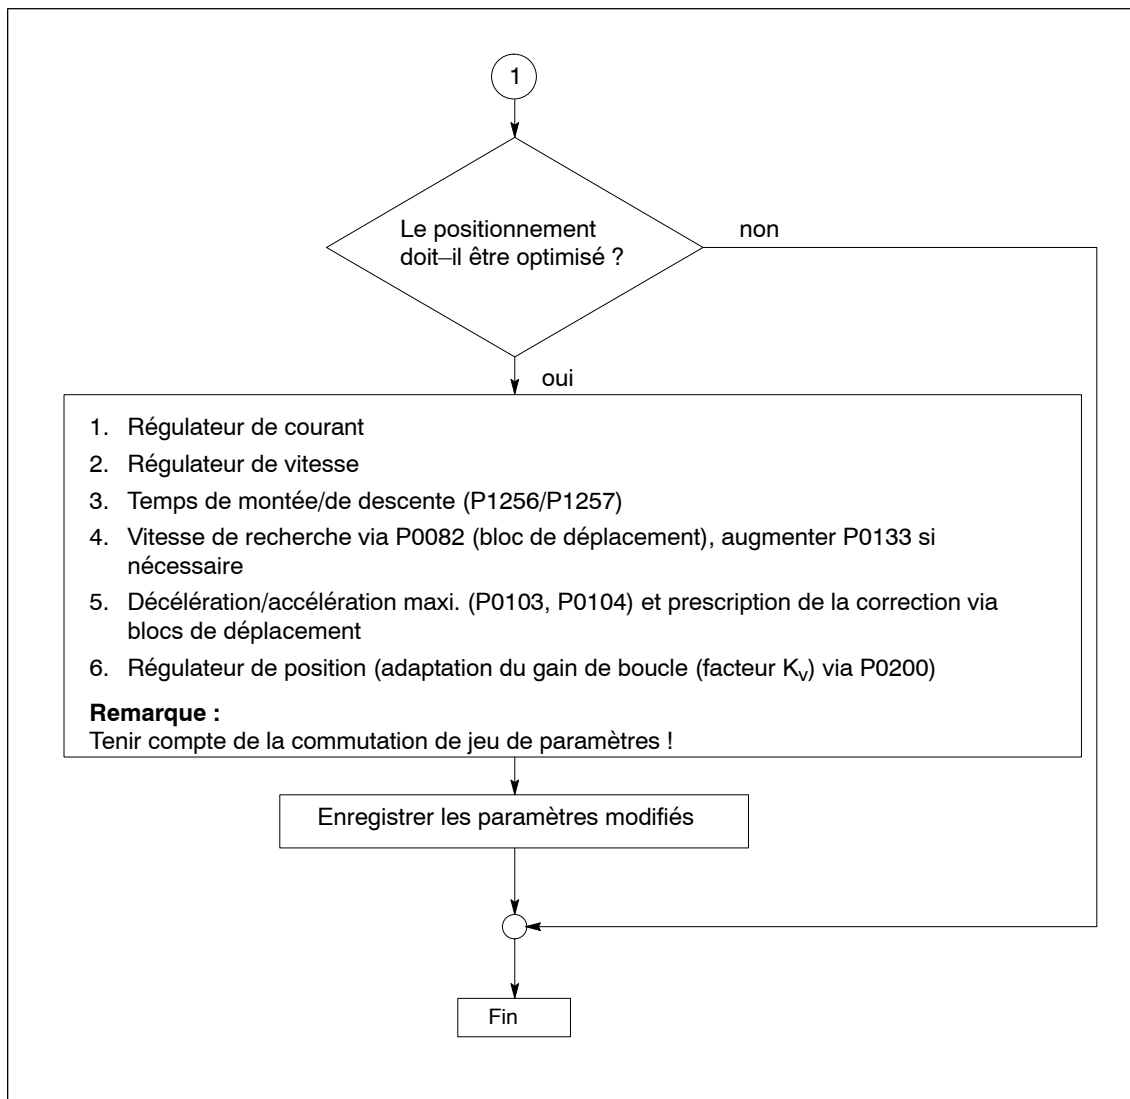 1
Le positionnement
doit–il être optimisé ?
non
oui
1. Régulateur de courant
2. Régulateur de vitesse
3. Temps de montée/de descente (P1256/P1257)
4. Vitesse de recherche via P0082 (bloc de déplacement), augmenter P0133 si
nécessaire
5. Décélération/accélération maxi. (P0103, P0104) et prescription de la correction via
blocs de déplacement
6. Régulateur de position (adaptation du gain de boucle (facteur Kv) via P0200)
Remarque :
Tenir compte de la commutation de jeu de paramètres !
Enregistrer les paramètres modifiés
Fin